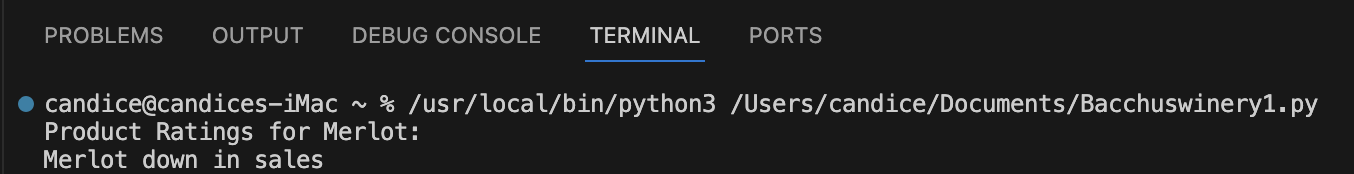 PROBLEMS OUTPUT DEBUG CONSOLE TERMINAL PORTS
candice@candices-iMac ~ % /usr/local/bin/python3 /Users/candice/Documents/Bacchuswinery1.py
Product Ratings for Merlot:
Merlot down in sales